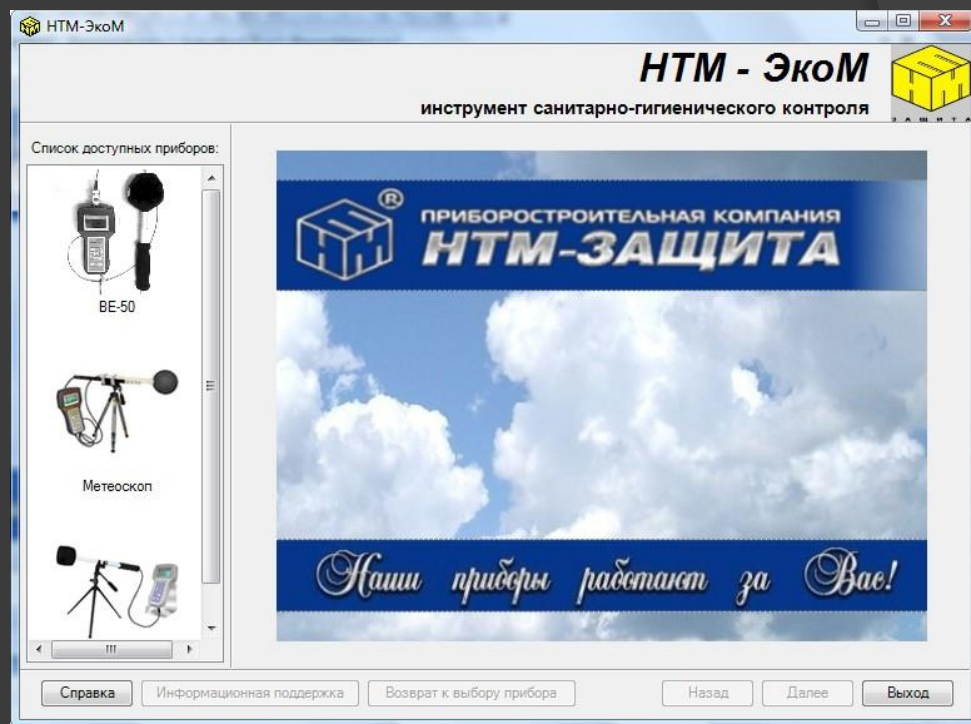 НТМ-ЭкоМ
НТМ - ЭкоМ
инструмент санитарно-гигиенического контроля
ЗАЩИТА
Список доступных приборов:
ВЕ-50
Метеоскоп
®
ПРИБОРОСТРОИТЕЛЬНАЯ КОМПАНИЯ
НТМ-ЗАЩИТА
Наши приборы работают за Вас!
Справка
Информационная поддержка
Возврат к выбору прибора
Назад
Далее
Выход